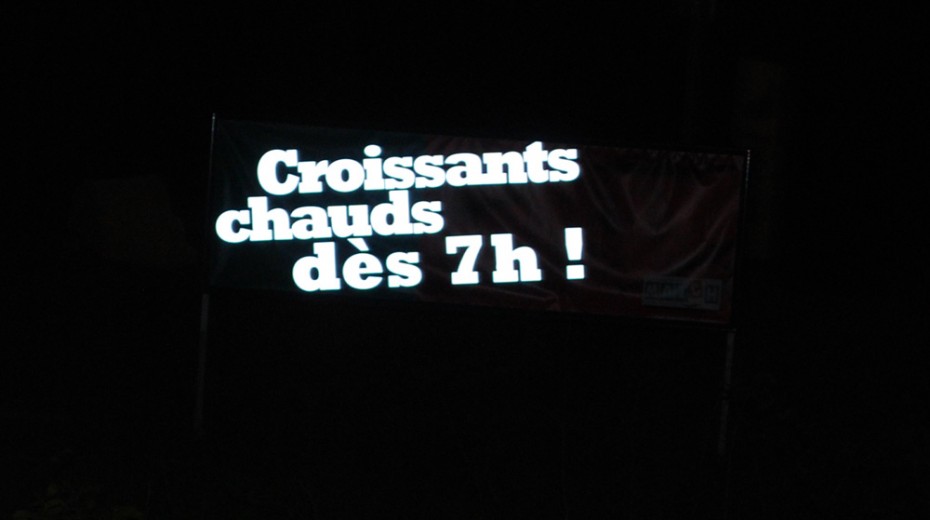 Croissants
chauds
dès 7h !